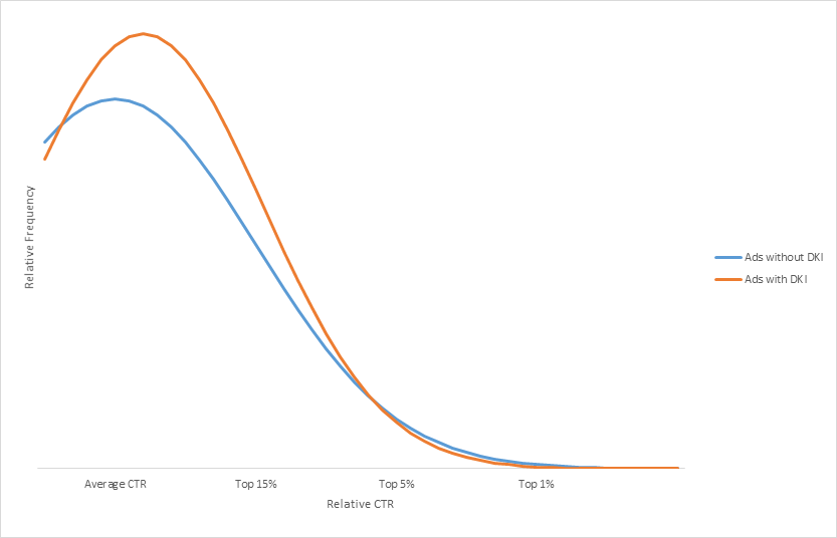 Relative Frequency
Ads without DKI
Ads with DKI
Average CTR
Top 15%
Top 5%
Top 1%
Relative CTR